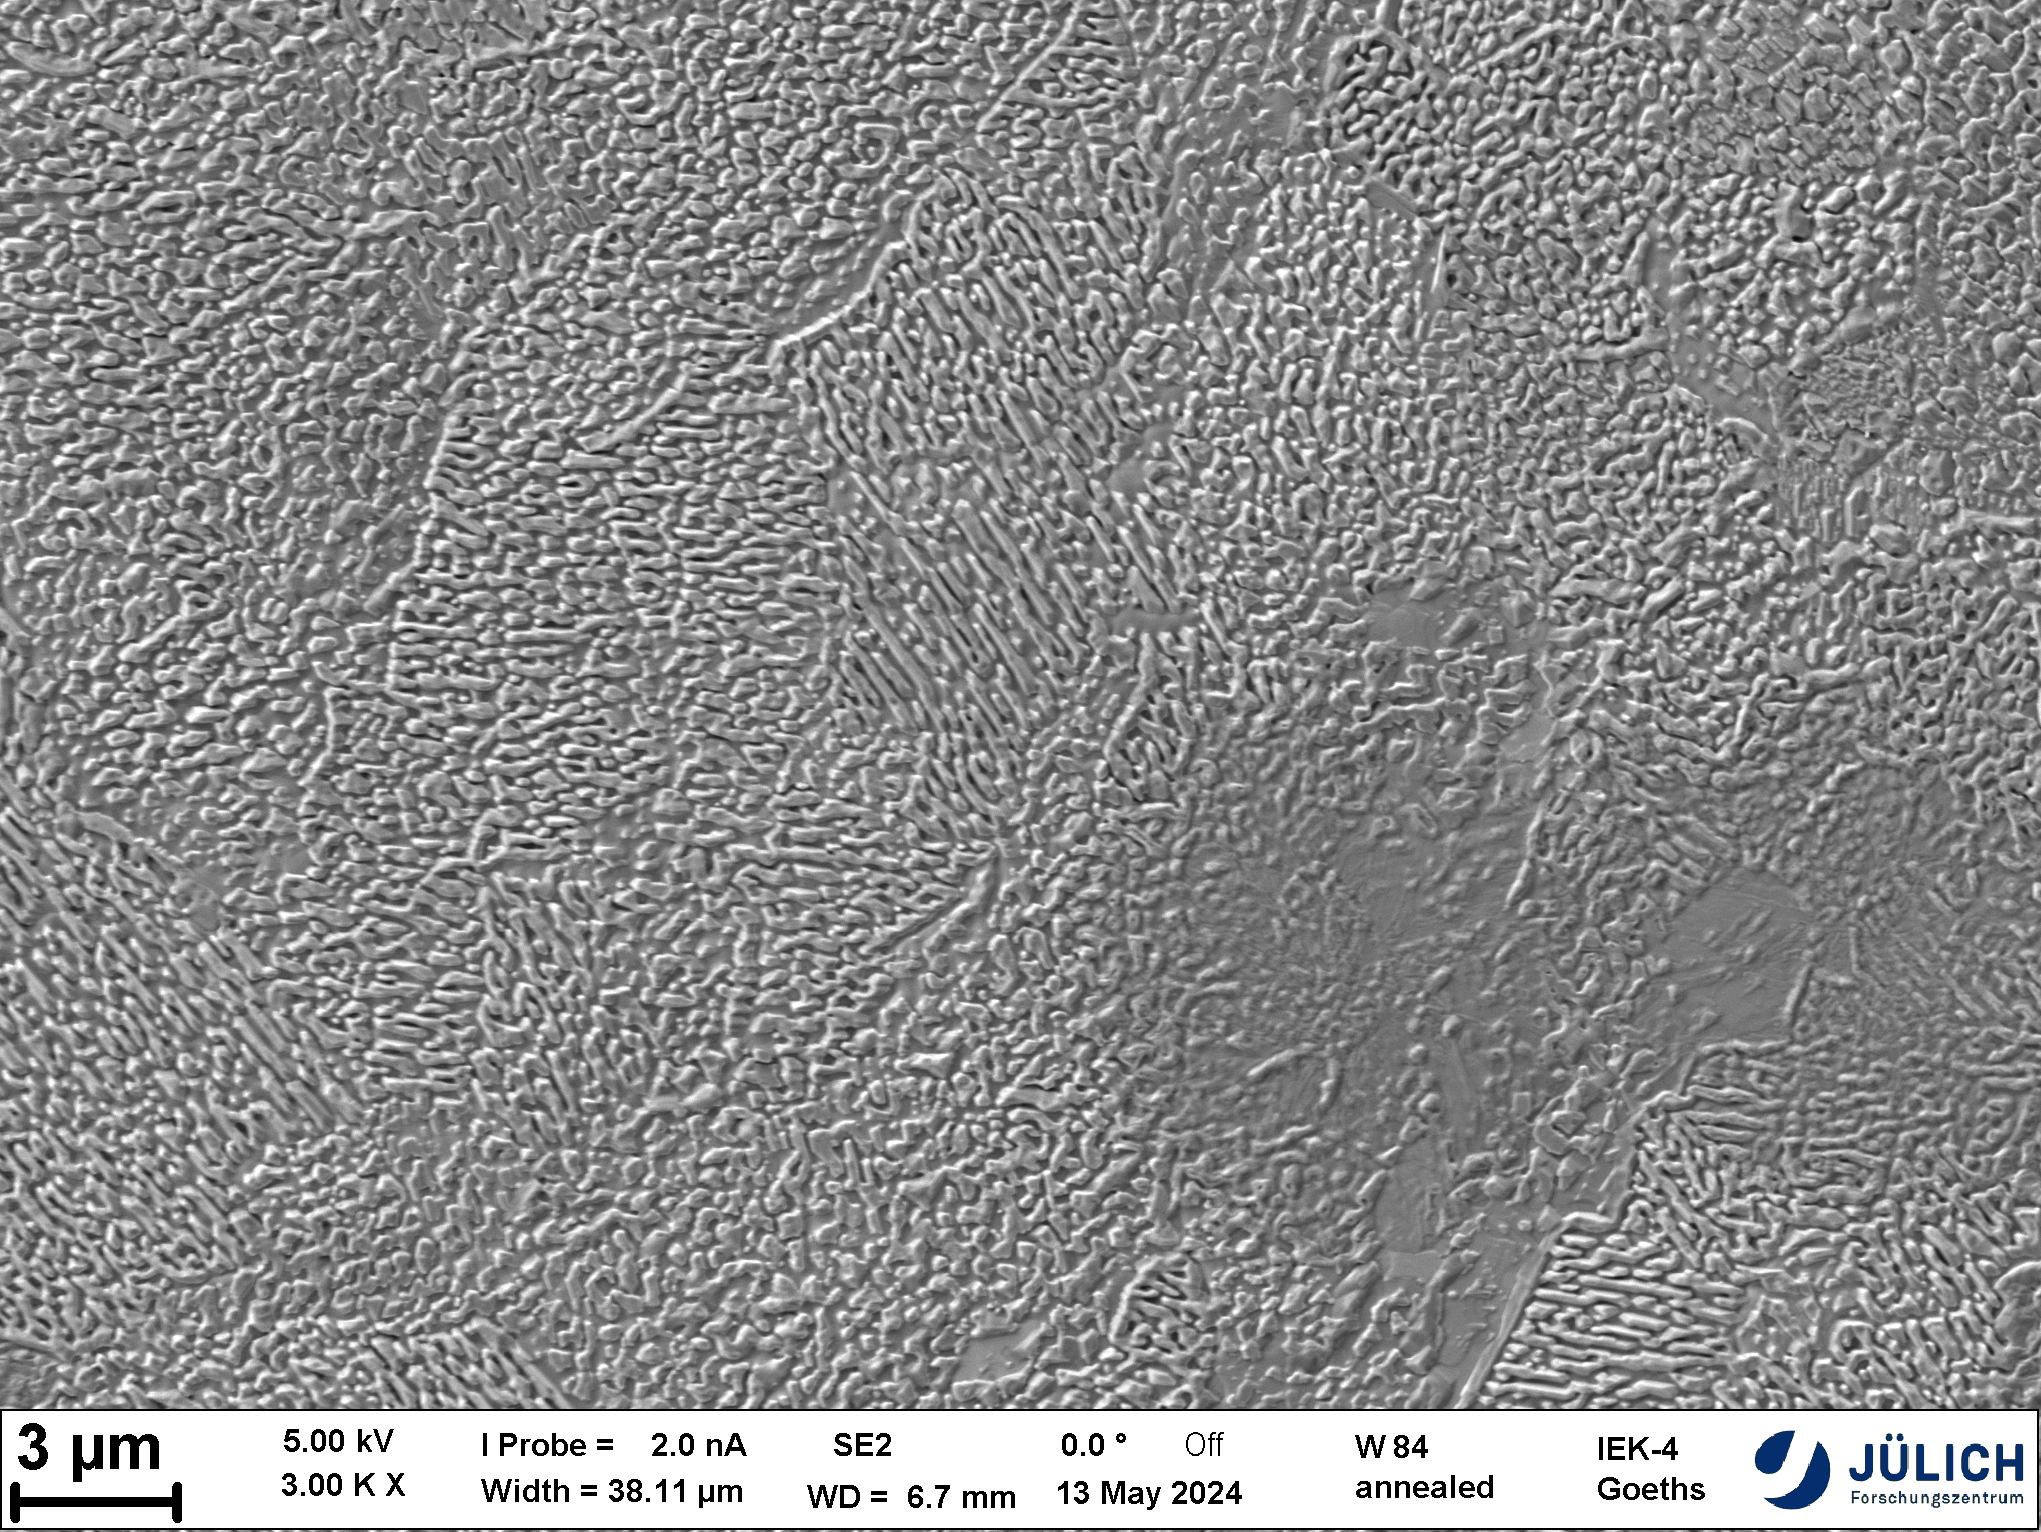 3 µm
5.00 kV
3.00 K X
I Probe = 2.0 nA
Width = 38.11 µm
SE2
WD = 6.7 mm
0.0 ° Off
13 May 2024
W 84
annealed
IEK-4
Goeths
JÜLICH
Forschungszentrum